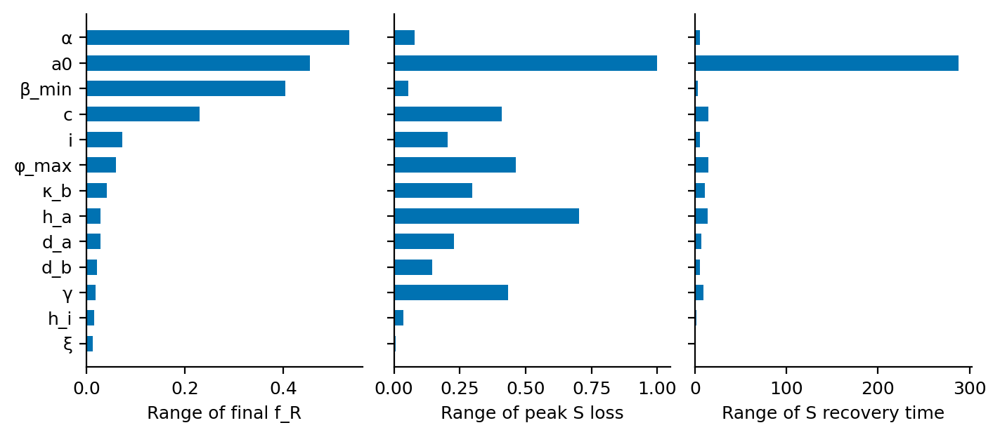 α
a0
β_min
c
i
φ_max
κ_b
h_a
d_a
d_b
γ
h_i
ξ
0.0 0.2 0.4
Range of final f_R
0.00 0.25 0.50 0.75 1.00
Range of peak S loss
0 100 200 300
Range of S recovery time